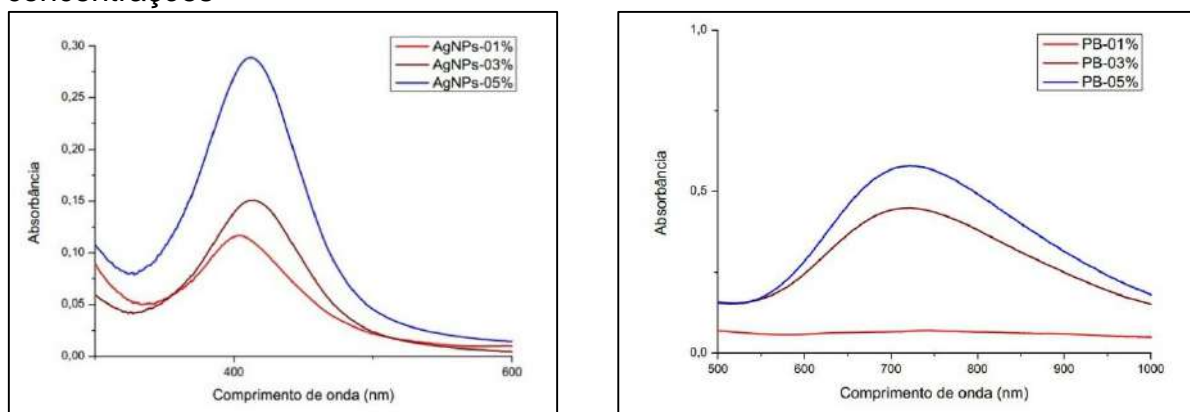 concentrações
0,30
0,25
0,20
0,15
0,10
0,05
0,00
Absorbância
AgNPs-01%
AgNPs-03%
AgNPs-05%
400
600
Comprimento de onda (nm)
1,0
0,5
0,0
Absorbância
PB-01%
PB-03%
PB-05%
500
600
700
800
900
1000
Comprimento de onda (nm)